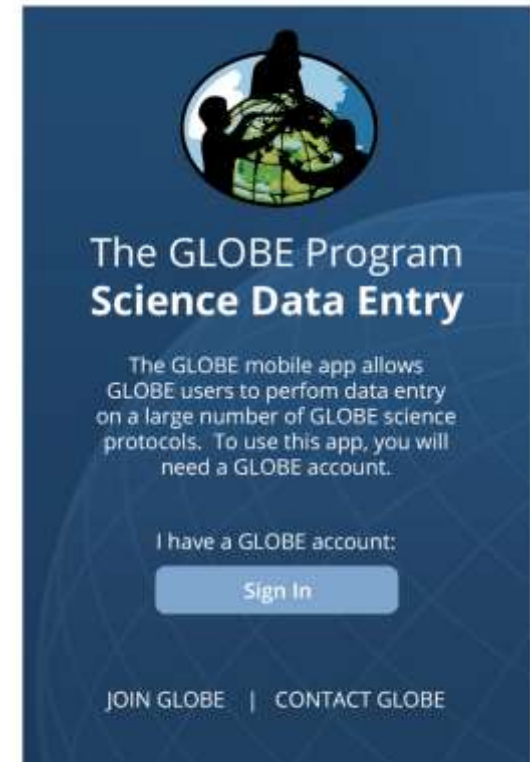 The GLOBE Program
Science Data Entry
The GLOBE mobile app allows
GLOBE users to perfom data entry
on a large number of GLOBE science
protocols. To use this app, you will
need a GLOBE account.
I have a GLOBE account:
Sign In
JOIN GLOBE | CONTACT GLOBE